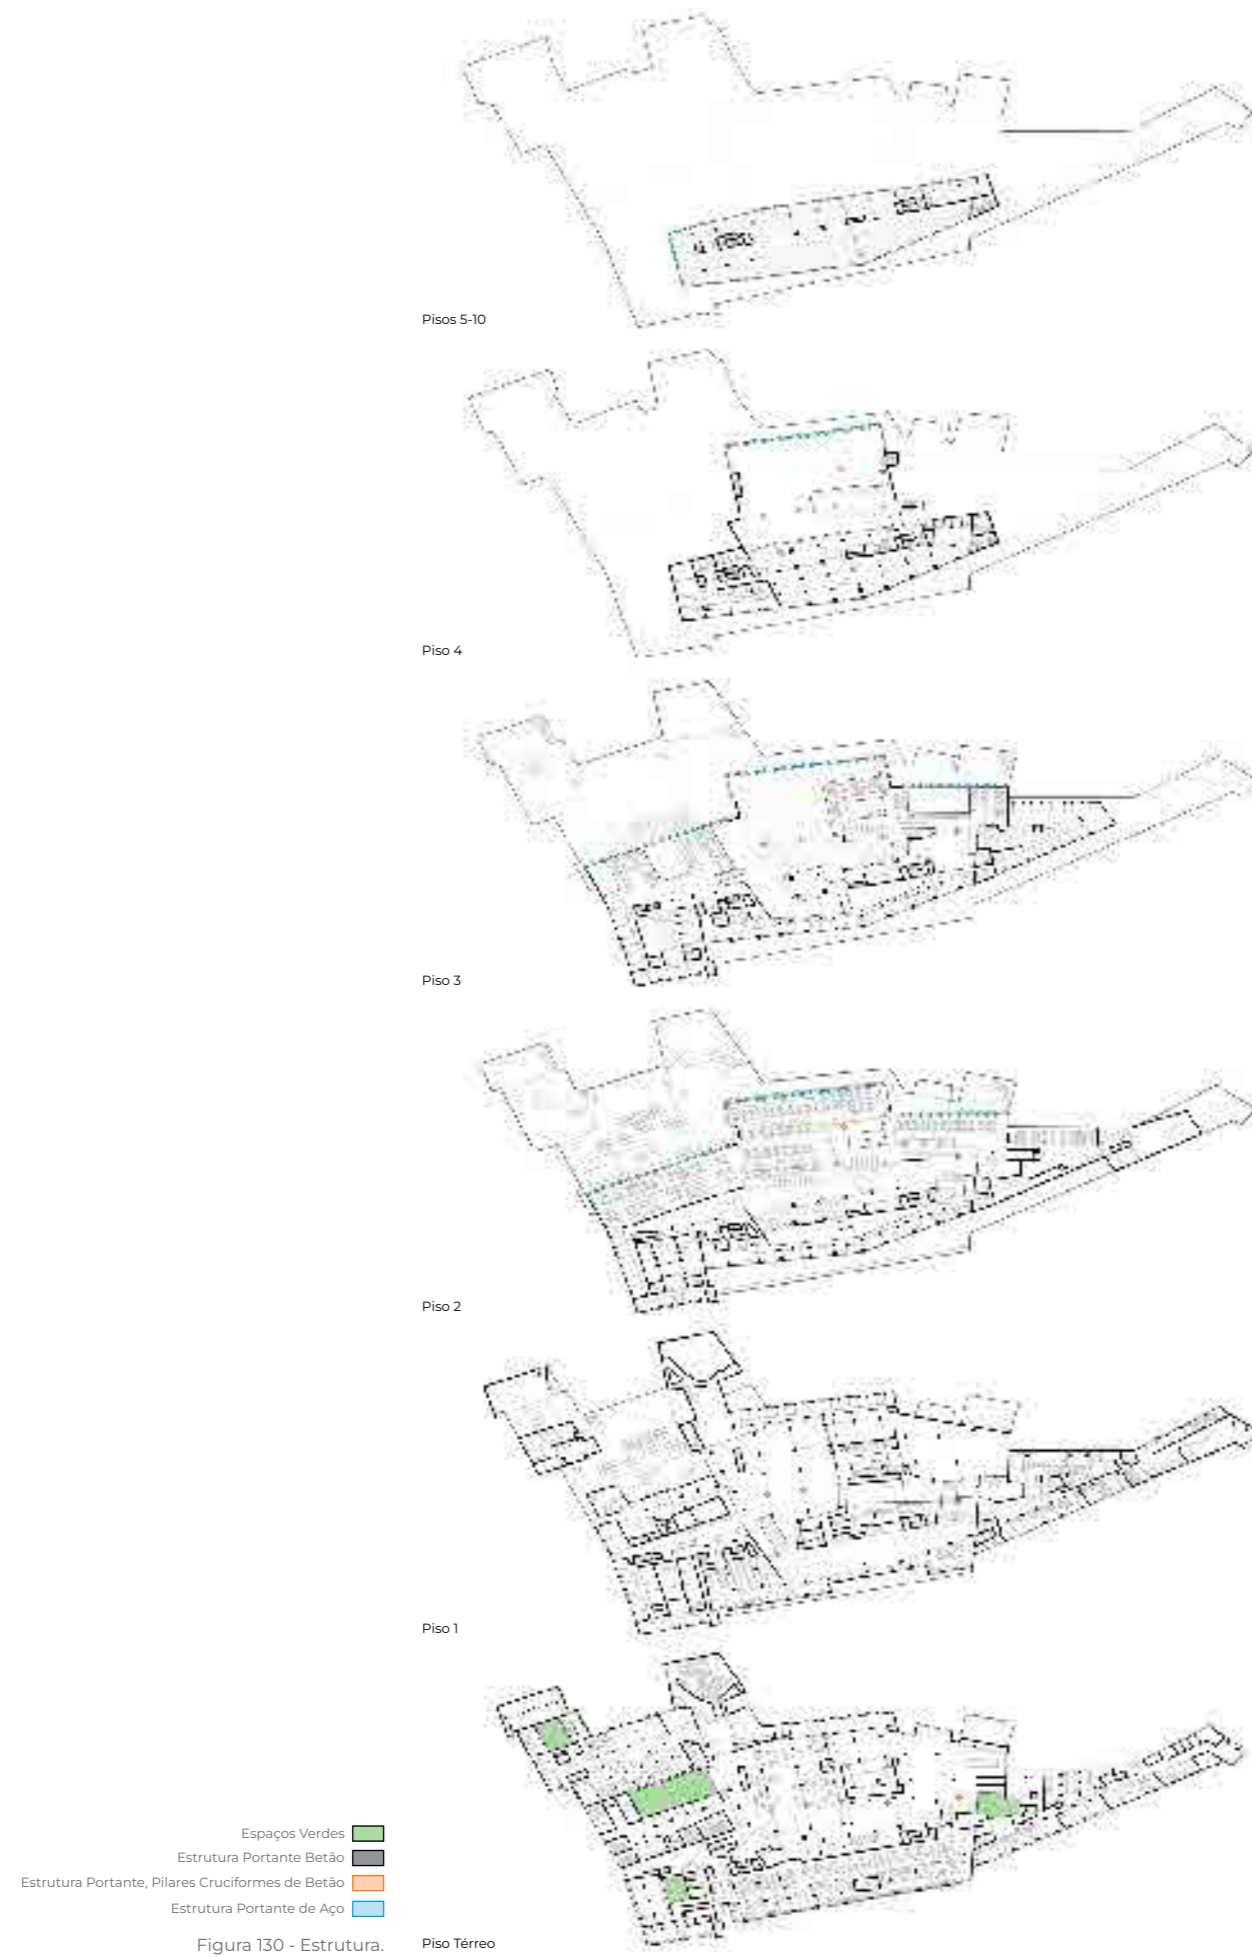 Pisos 5-10
Piso 4
Piso 3
Piso 2
Piso 1
Espaços Verdes
Estrutura Portante Betão
Estrutura Portante, Pilares Cruciformes de Betão
Estrutura Portante de Aço
Figura 130 - Estrutura.
Piso Térreo